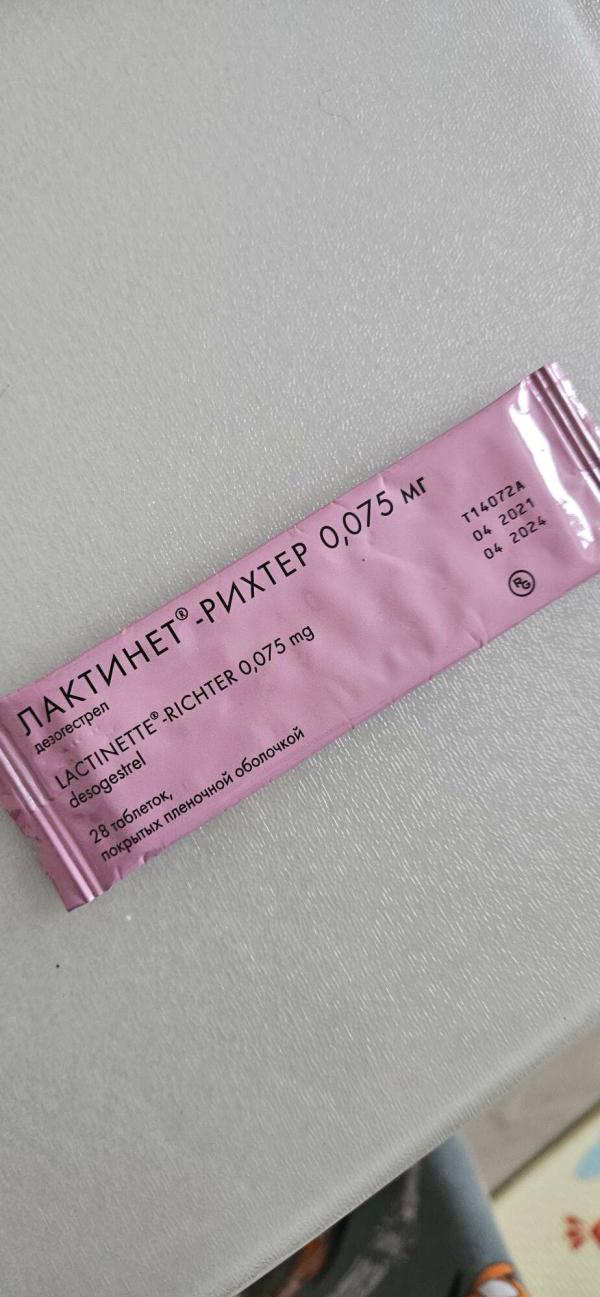 ЛАКТИНЕТ®-РИХТЕР 0,075 мг
дезогестрел
LACTINETTE®-RICHTER 0,075 mg
desogestrel
28 таблеток,
покрытых пленочной оболочкой
T14072A
04 2021
04 2024
RG